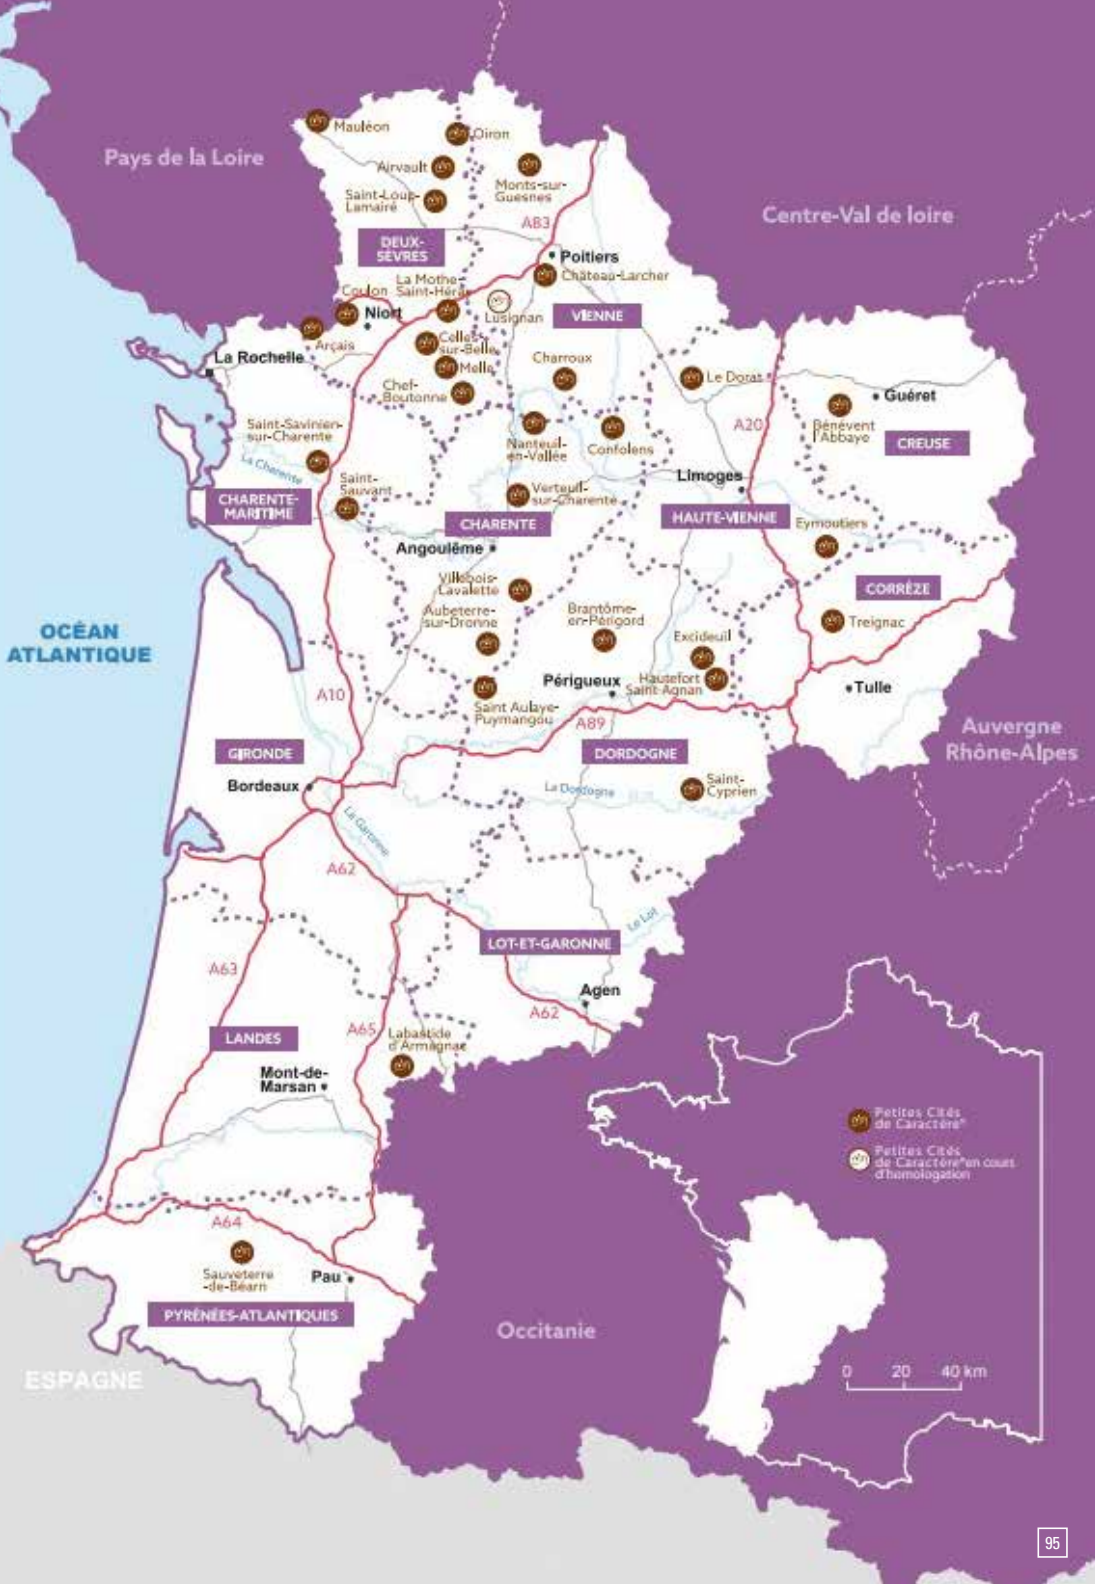 Mauléon
Oiron
Pays de la Loire
Airvault
Monts-sur-
Guesnes
Saint-Loup-
Lamairé
Centre-Val de loire
A83
DEUX-
SÈVRES
Poitiers
Château-Larcher
La Mothe
Saint-Héray
Coulon
Niort
Lusignan
VIENNE
Arçais
La Rochelle
Celles-
sur-Belle
Melle
Charroux
Le Dorat
Chef-
Boutonne
Guéret
Bénévent
l'Abbaye
CREUSE
A20
Saint-Savinien-
sur-Charente
Nanteuil-
en-Vallée
Confolens
La Charente
Saint-
Sauvant
Limoges
Verteuil-
sur-Charente
CHARENTE-
MARITIME
CHARENTE
HAUTE-VIENNE
Eymoutiers
Angoulême
Villebois-
Lavalette
CORRÈZE
Aubeterre-
sur-Dronne
Brantôme-
en-Périgord
Treignac
OCÉAN
ATLANTIQUE
Excideuil
Périgueux
Hautefort
Saint-Agnan
Tulle
A10
Saint Aulaye-
Puymangou
A89
Auvergne
Rhône-Alpes
GIRONDE
DORDOGNE
Bordeaux
La Dordogne
Saint-
Cyprien
La Garonne
A62
Le Lot
LOT-ET-GARONNE
A63
Agen
A62
LANDES
A65
Labastide
d'Armagnac
Mont-de-
Marsan
Petites Cités
de Caractère®
Petites Cités
de Caractère® en cours
d'homologation
A64
Sauveterre
-de-Béarn
Pau
PYRÉNÉES-ATLANTIQUES
Occitanie
ESPAGNE
0 20 40 km
95